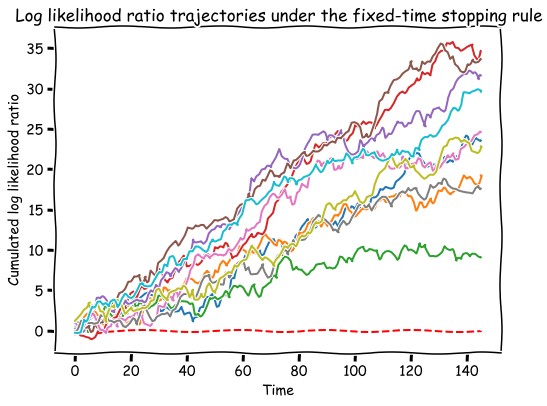 Log likelihood ratio trajectories under the fixed-time stopping rule
Cumulated log likelihood ratio
35
30
25
20
15
10
5
0
0 20 40 60 80 100 120 140
Time